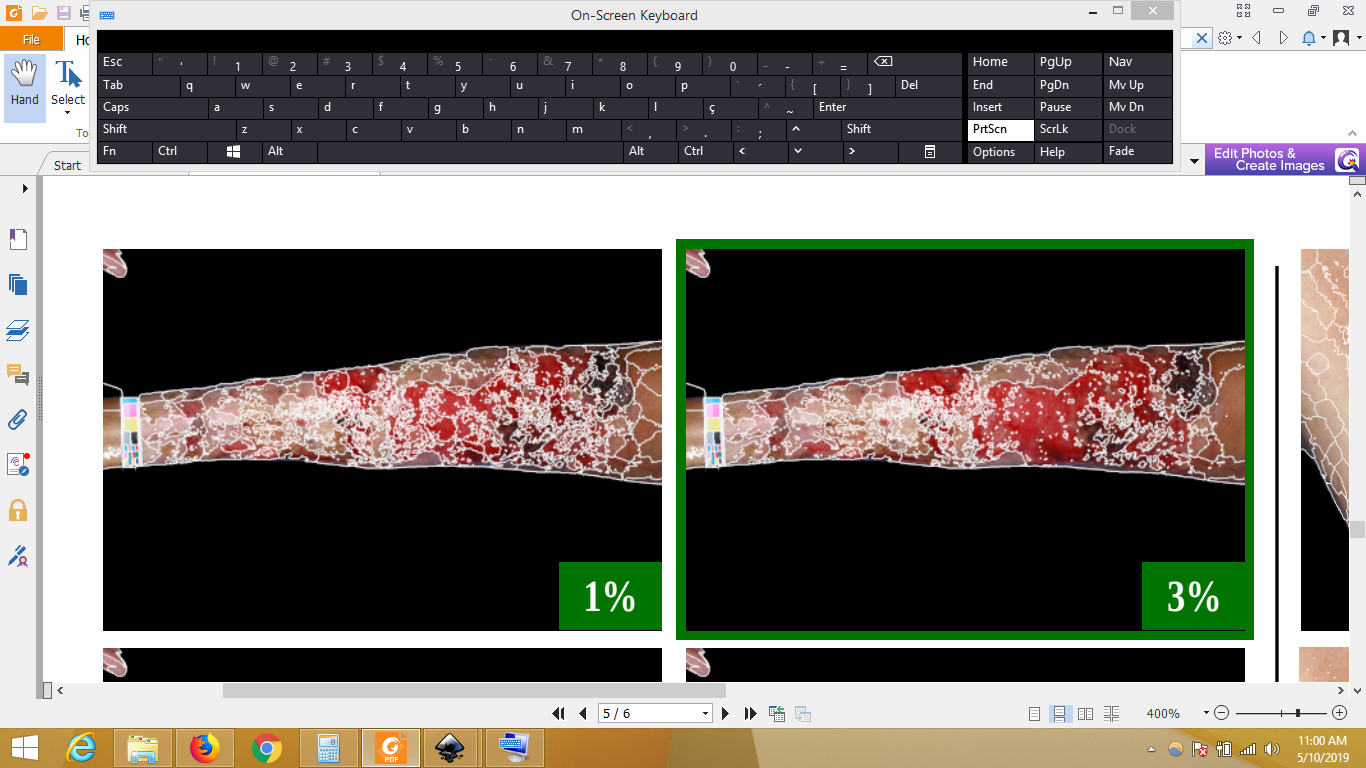 On-Screen Keyboard
File
Ho
Esc " ' ! 1 @ 2 # 3 $ 4 % 5 ¨ 6 & 7 * 8 ( 9 ) 0 _ - + = Home PgUp Nav
Tab q w e r t y u i o p ` ´ { [ } ] Del End PgDn Mv Up
Caps a s d f g h j k l ç ^ ~ Enter Insert Pause Mv Dn
Shift z x c v b n m < , > . : ; Shift PrtScn ScrLk Dock
Fn Ctrl Alt Alt Ctrl Options Help Fade
Hand
Select
To
Start
Edit Photos &
Create Images
1%
3%
5 / 6
400%
PDF
11:00 AM
5/10/2019